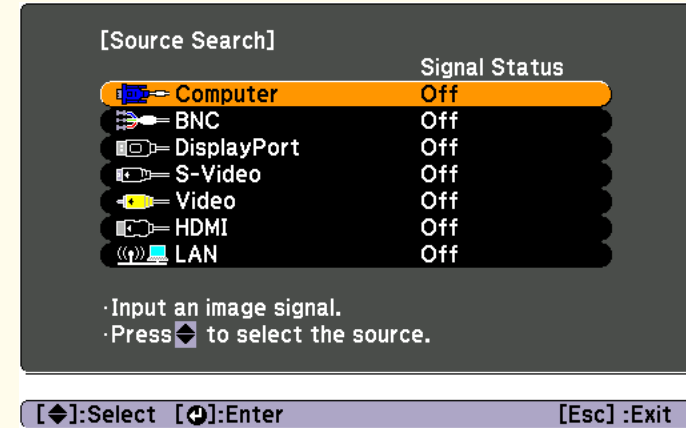 [Source Search]
Signal Status
Computer Off
BNC Off
DisplayPort Off
S-Video Off
Video Off
HDMI Off
LAN Off
·Input an image signal.
·Press to select the source.
[]:Select []:Enter [Esc] :Exit